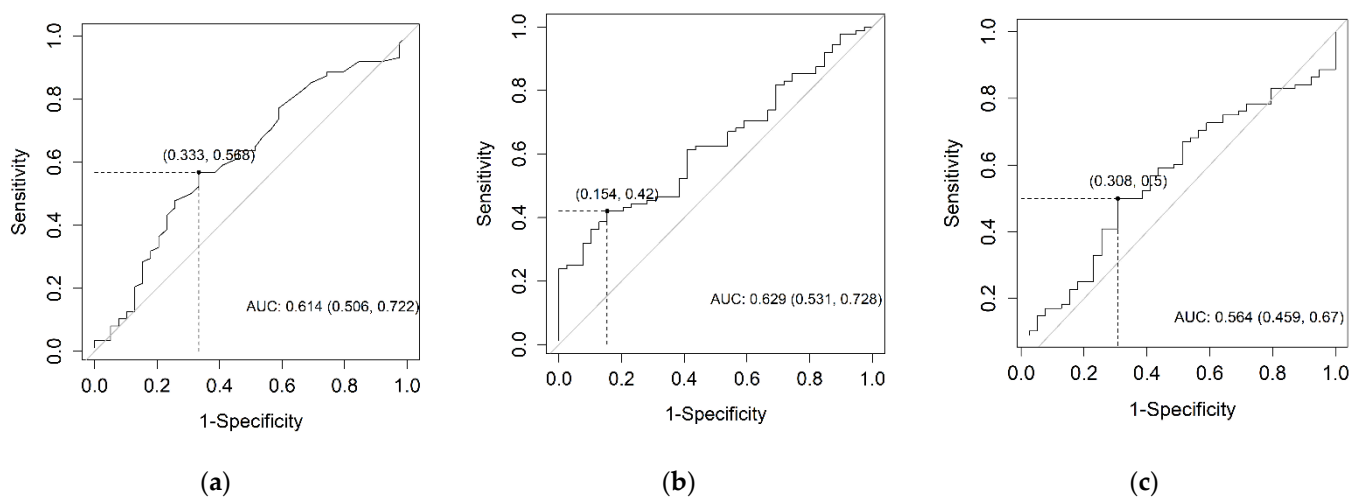 1.0
0.8
0.6
0.4
0.2
0.0
Sensitivity
(0.333, 0.568)
AUC: 0.614 (0.506, 0.722)
0.0 0.2 0.4 0.6 0.8 1.0
1-Specificity
(a)
1.0
0.8
0.6
0.4
0.2
0.0
Sensitivity
(0.154, 0.42)
AUC: 0.629 (0.531, 0.728)
0.0 0.2 0.4 0.6 0.8 1.0
1-Specificity
(b)
1.0
0.8
0.6
0.4
0.2
0.0
Sensitivity
(0.308, 0.5)
AUC: 0.564 (0.459, 0.67)
0.0 0.2 0.4 0.6 0.8 1.0
1-Specificity
(c)